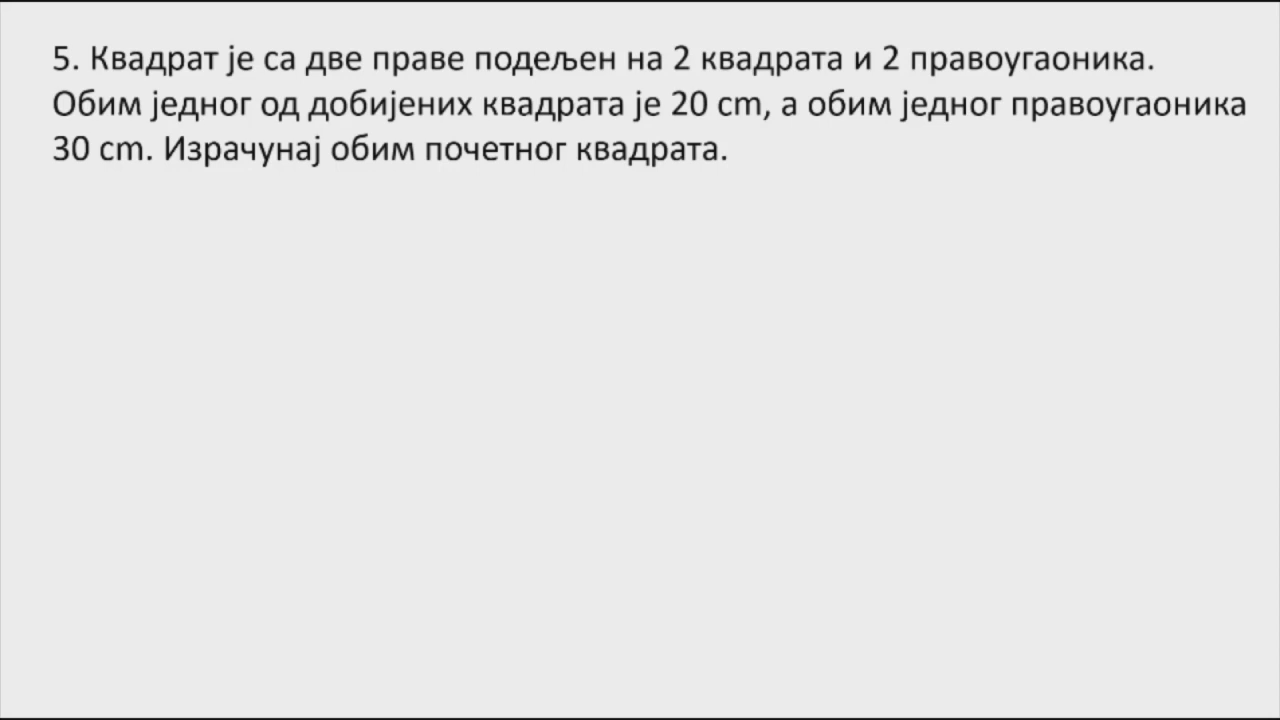 5. Квадрат је са две праве подељен на 2 квадрата и 2 правоугаоника.
Обим једног од добијених квадрата је 20 cm, а обим једног правоугаоника
30 cm. Израчунај обим почетног квадрата.